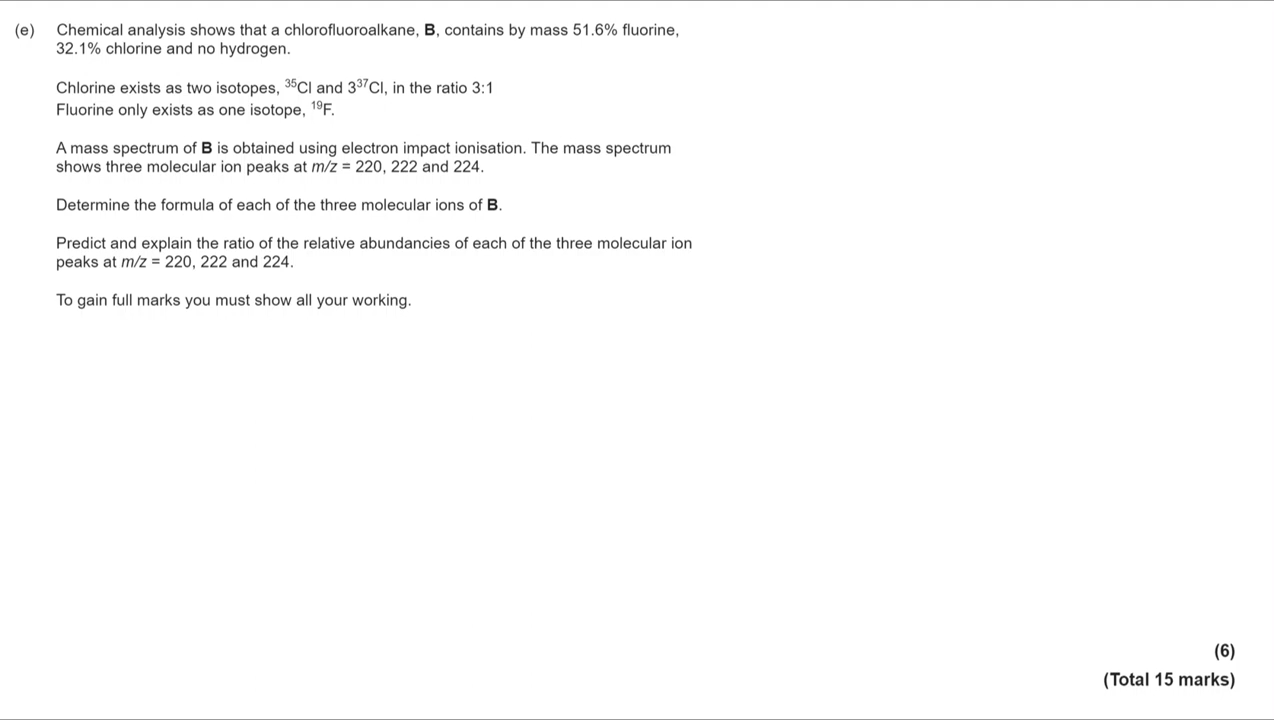 (e) Chemical analysis shows that a chlorofluoroalkane, B, contains by mass 51.6% fluorine,
32.1% chlorine and no hydrogen.
Chlorine exists as two isotopes, ³⁵Cl and 3³⁷Cl, in the ratio 3:1
Fluorine only exists as one isotope, ¹⁹F.
A mass spectrum of B is obtained using electron impact ionisation. The mass spectrum
shows three molecular ion peaks at m/z = 220, 222 and 224.
Determine the formula of each of the three molecular ions of B.
Predict and explain the ratio of the relative abundancies of each of the three molecular ion
peaks at m/z = 220, 222 and 224.
To gain full marks you must show all your working.
(6)
(Total 15 marks)